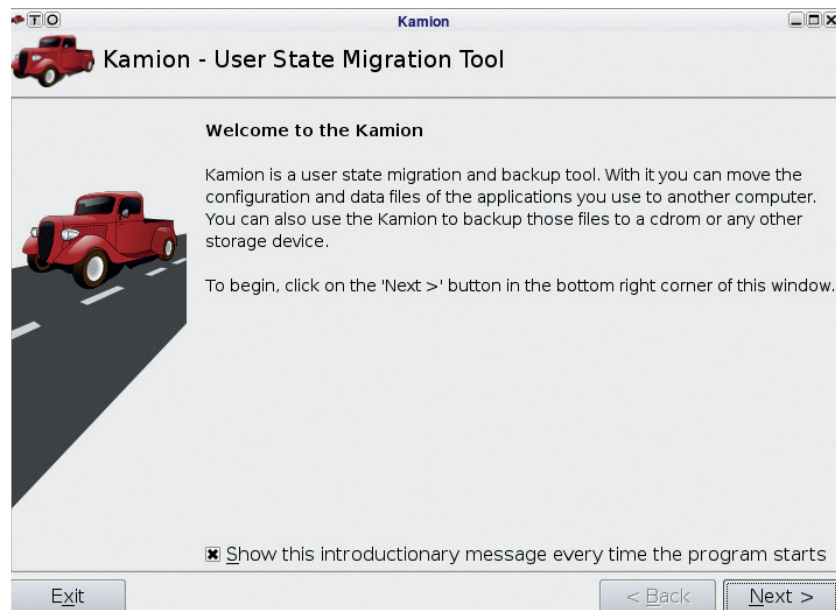 Kamion
Kamion - User State Migration Tool
Welcome to the Kamion
Kamion is a user state migration and backup tool. With it you can move the
configuration and data files of the applications you use to another computer.
You can also use the Kamion to backup those files to a cdrom or any other
storage device.
To begin, click on the 'Next >' button in the bottom right corner of this window.
Show this introductionary message every time the program starts
Exit
< Back
Next >